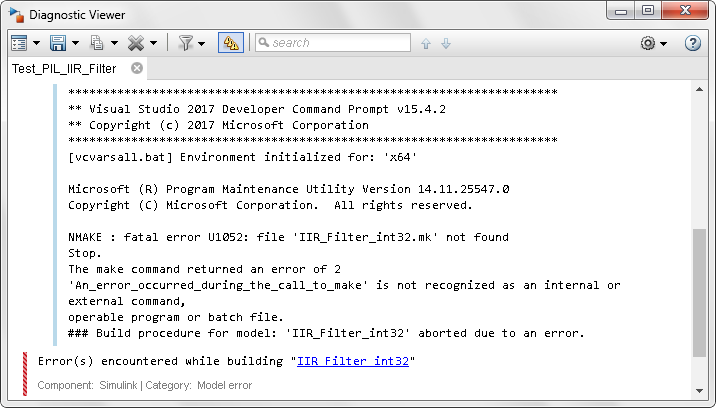 Diagnostic Viewer
search
Test_PIL_IIR_Filter
**********************************************************************
** Visual Studio 2017 Developer Command Prompt v15.4.2
** Copyright (c) 2017 Microsoft Corporation
**********************************************************************
[vcvarsall.bat] Environment initialized for: 'x64'
Microsoft (R) Program Maintenance Utility Version 14.11.25547.0
Copyright (C) Microsoft Corporation.  All rights reserved.
NMAKE : fatal error U1052: file 'IIR_Filter_int32.mk' not found
Stop.
The make command returned an error of 2
'An_error_occurred_during_the_call_to_make' is not recognized as an internal or
external command,
operable program or batch file.
### Build procedure for model: 'IIR_Filter_int32' aborted due to an error.
Error(s) encountered while building "IIR_Filter_int32"
Component: Simulink | Category: Model error